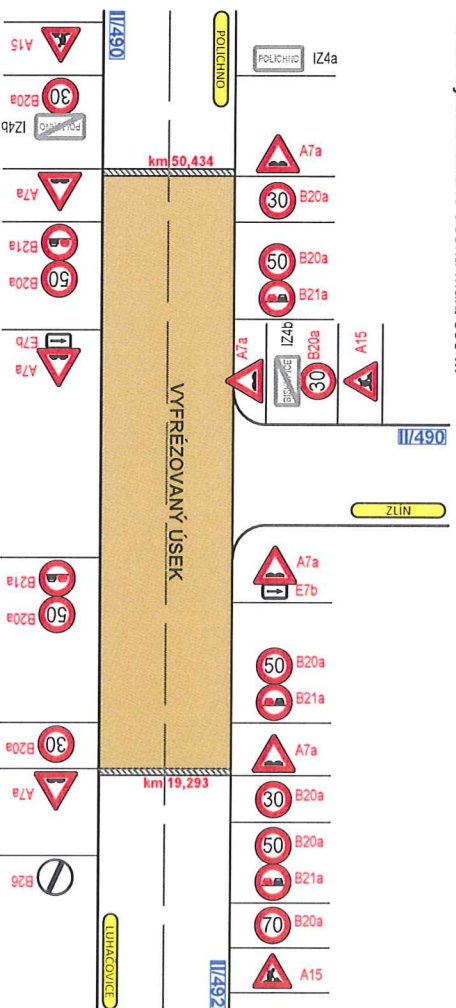 II/490
POLICHNO
POLICHNO
IZ4a
A15
B20a
30
IZ4b
km 50,434
A7a
A7a
30
B20a
B21a
B20a
50
50
B20a
B21a
E7b
A7a
A7a
IZ4b
B20a
30
A15
II/490
VYFRÉZOVANÝ ÚSEK
ZLÍN
A7a
E7b
B21a
B20a
50
50
B20a
B21a
B20a
30
A7a
km 19,293
A7a
30
B20a
50
B20a
B21a
B26
70
B20a
LUHAČOVICE
II/492
A15